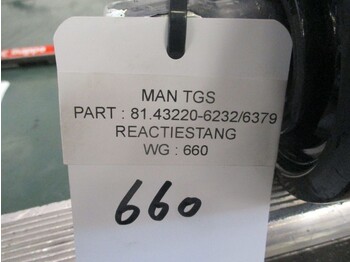 MAN TGS
PART : 81.43220-6232/6379
REACTIESTANG
WG : 660
660